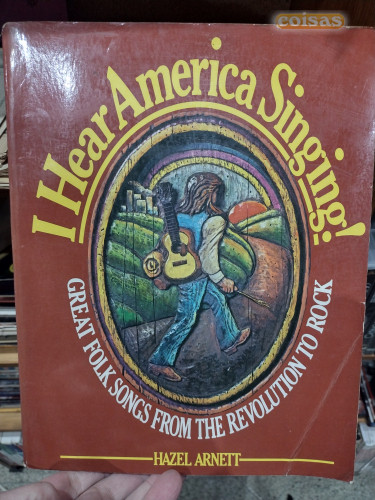 coisas
I Hear America Singing!
GREAT FOLK SONGS FROM THE REVOLUTION TO ROCK
HAZEL ARNETT